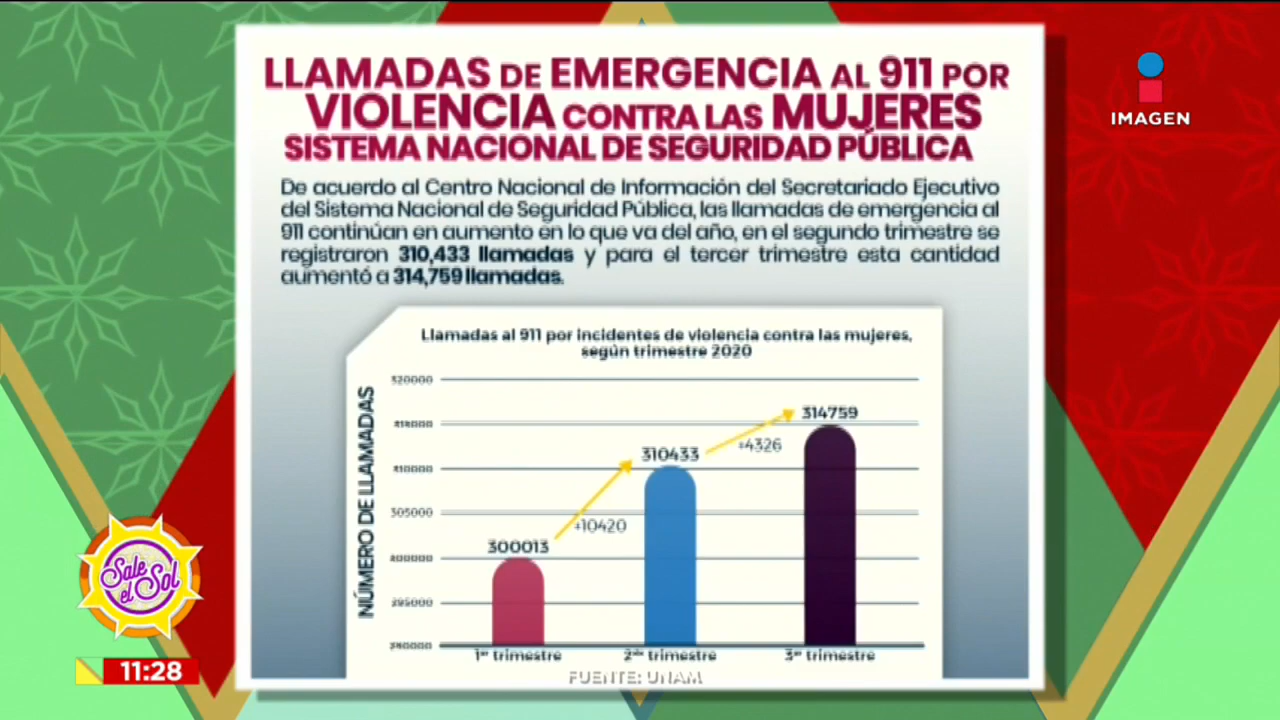 LLAMADAS DE EMERGENCIA AL 911 POR
VIOLENCIA CONTRA LAS MUJERES
SISTEMA NACIONAL DE SEGURIDAD PÚBLICA
IMAGEN
De acuerdo al Centro Nacional de Información del Secretariado Ejecutivo
del Sistema Nacional de Seguridad Pública, las llamadas de emergencia al
911 continúan en aumento en lo que va del año, en el segundo trimestre se
registraron 310,433 llamadas y para el tercer trimestre esta cantidad
aumentó a 314,759 llamadas.
Llamadas al 911 por incidentes de violencia contra las mujeres,
según trimestre 2020
NÚMERO DE LLAMADAS
320000
315000
310000
305000
300000
295000
290000
314759
+4326
310433
+10420
300013
1er trimestre
2do trimestre
3er trimestre
FUENTE: UNAM
Sale
el Sol
11:28